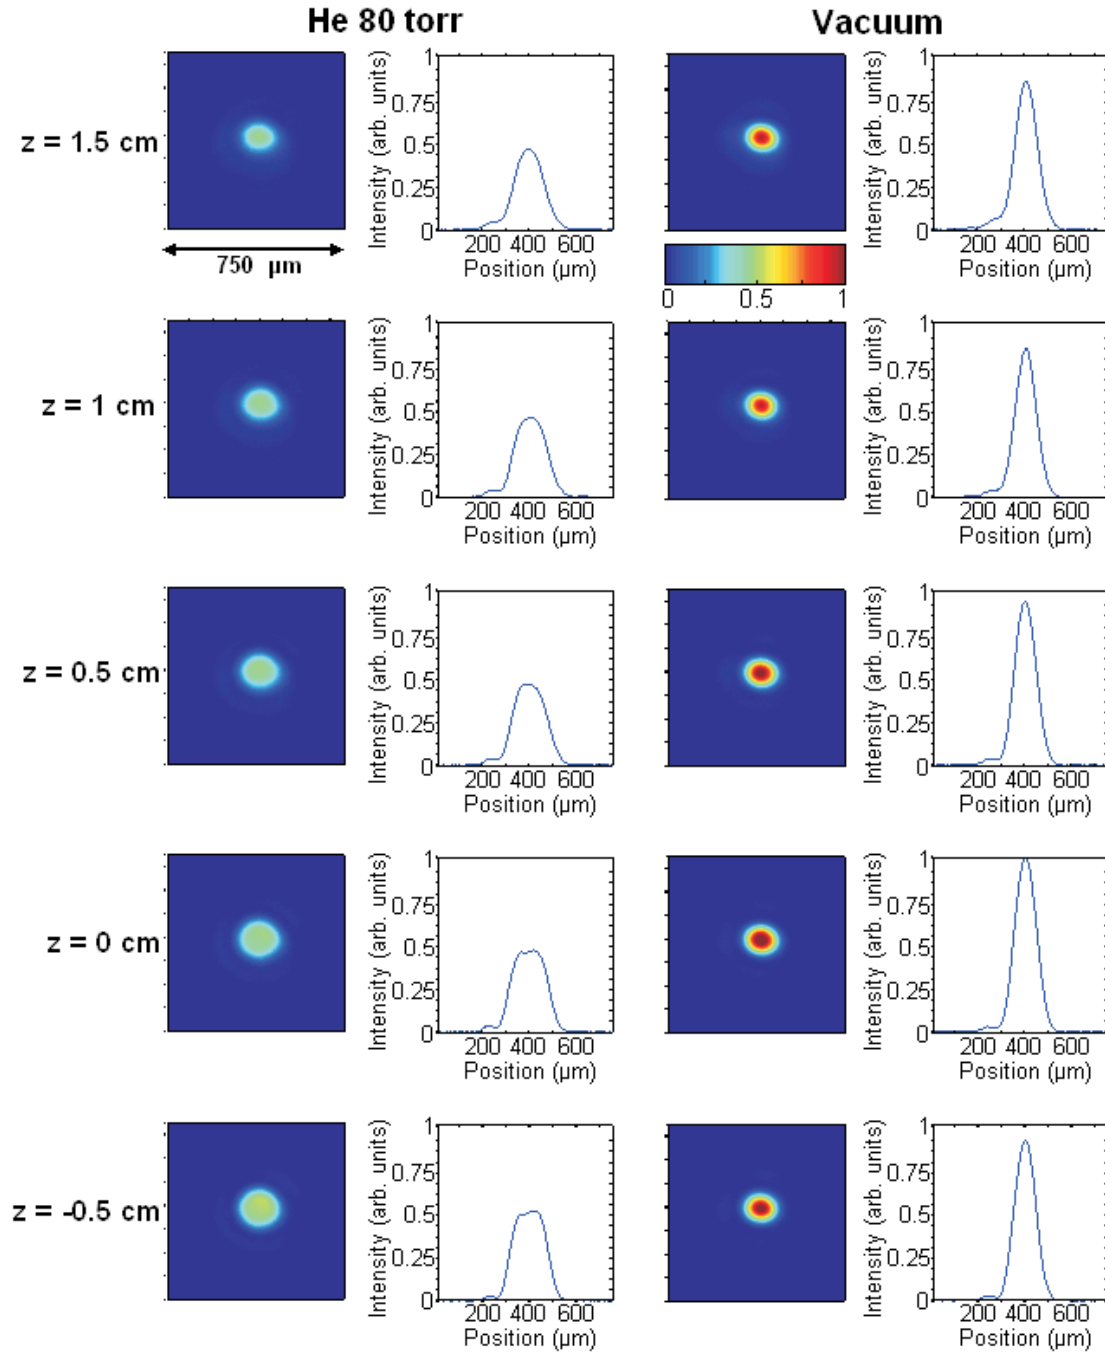 He 80 torr Vacuum
z = 1.5 cm
Intensity (arb. units)
1
0.75
0.5
0.25
0
200 400 600
Position (µm)
Intensity (arb. units)
1
0.75
0.5
0.25
0
200 400 600
Position (µm)
750 µm
0 0.5 1
z = 1 cm
Intensity (arb. units)
1
0.75
0.5
0.25
0
200 400 600
Position (µm)
Intensity (arb. units)
1
0.75
0.5
0.25
0
200 400 600
Position (µm)
z = 0.5 cm
Intensity (arb. units)
1
0.75
0.5
0.25
0
200 400 600
Position (µm)
Intensity (arb. units)
1
0.75
0.5
0.25
0
200 400 600
Position (µm)
z = 0 cm
Intensity (arb. units)
1
0.75
0.5
0.25
0
200 400 600
Position (µm)
Intensity (arb. units)
1
0.75
0.5
0.25
0
200 400 600
Position (µm)
z = -0.5 cm
Intensity (arb. units)
1
0.75
0.5
0.25
0
200 400 600
Position (µm)
Intensity (arb. units)
1
0.75
0.5
0.25
0
200 400 600
Position (µm)